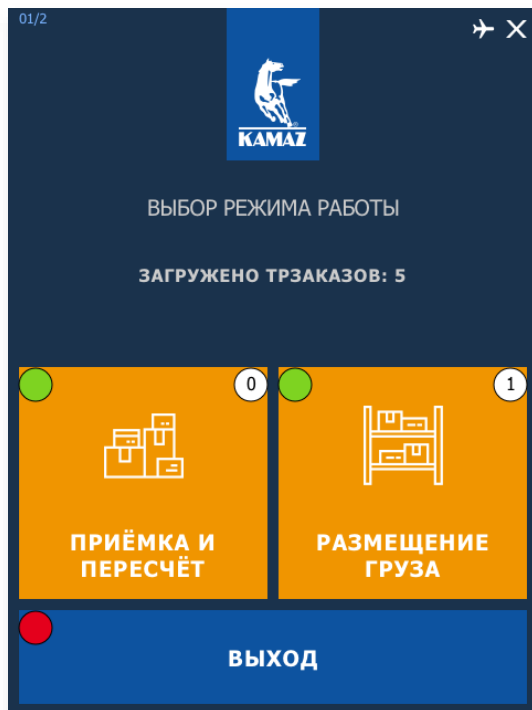 01/2
KAMAZ
ВЫБОР РЕЖИМА РАБОТЫ
ЗАГРУЖЕНО ТРЗАКАЗОВ: 5
0
1
ПРИЁМКА И
ПЕРЕСЧЁТ
РАЗМЕЩЕНИЕ
ГРУЗА
ВЫХОД